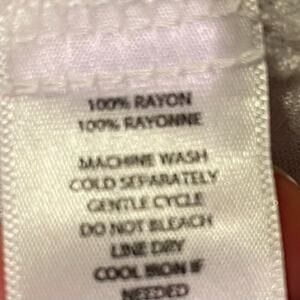 100% RAYON
100% RAYONNE
MACHINE WASH
COLD SEPARATELY
GENTLE CYCLE
DO NOT BLEACH
LINE DRY
COOL IRON IF
NEEDED